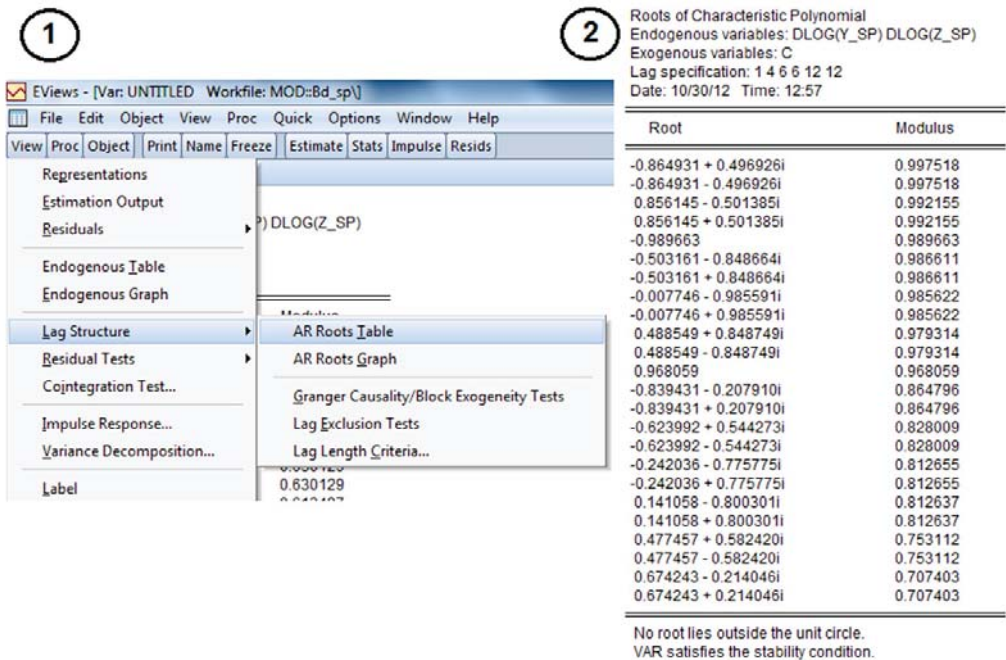 1
EViews - [Var: UNTITLED Workfile: MOD::Bd_sp\]
File Edit Object View Proc Quick Options Window Help
View Proc Object Print Name Freeze Estimate Stats Impulse Resids
Representations
Estimation Output
Residuals
) DLOG(Z_SP)
Endogenous Table
Endogenous Graph
Modulus
Lag Structure
AR Roots Table
Residual Tests
AR Roots Graph
Cointegration Test...
Granger Causality/Block Exogeneity Tests
Impulse Response...
Lag Exclusion Tests
Variance Decomposition...
Lag Length Criteria...
Label
0.630129
2
Roots of Characteristic Polynomial
Endogenous variables: DLOG(Y_SP) DLOG(Z_SP)
Exogenous variables: C
Lag specification: 1 4 6 6 12 12
Date: 10/30/12 Time: 12:57
Root Modulus
-0.864931 + 0.496926i 0.997518
-0.864931 - 0.496926i 0.997518
0.856145 - 0.501385i 0.992155
0.856145 + 0.501385i 0.992155
-0.989663 0.989663
-0.503161 - 0.848664i 0.986611
-0.503161 + 0.848664i 0.986611
-0.007746 - 0.985591i 0.985622
-0.007746 + 0.985591i 0.985622
0.488549 + 0.848749i 0.979314
0.488549 - 0.848749i 0.979314
0.968059 0.968059
-0.839431 - 0.207910i 0.864796
-0.839431 + 0.207910i 0.864796
-0.623992 + 0.544273i 0.828009
-0.623992 - 0.544273i 0.828009
-0.242036 - 0.775775i 0.812655
-0.242036 + 0.775775i 0.812655
0.141058 - 0.800301i 0.812637
0.141058 + 0.800301i 0.812637
0.477457 + 0.582420i 0.753112
0.477457 - 0.582420i 0.753112
0.674243 - 0.214046i 0.707403
0.674243 + 0.214046i 0.707403
No root lies outside the unit circle.
VAR satisfies the stability condition.